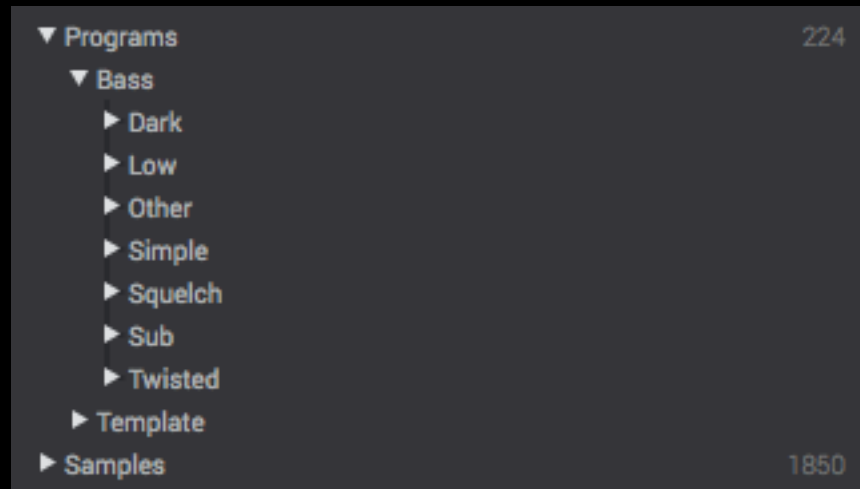 Programs 224
Bass
Dark
Low
Other
Simple
Squelch
Sub
Twisted
Template
Samples 1850